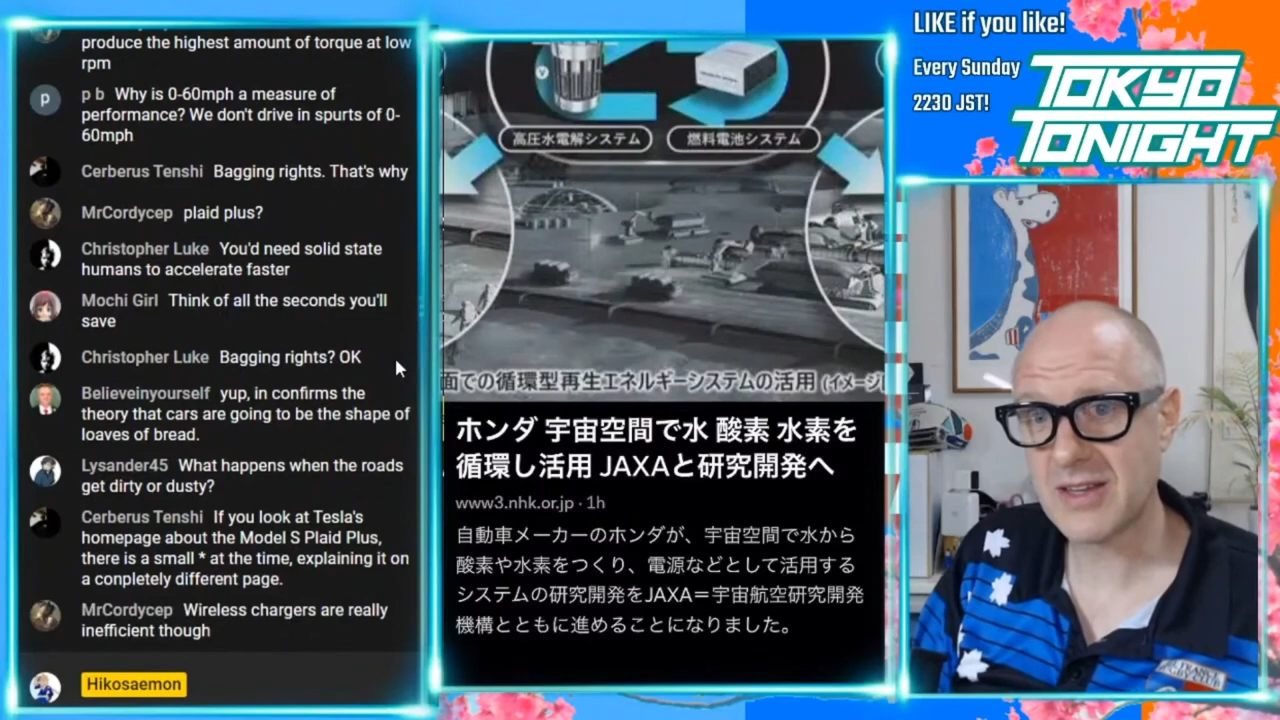 produce the highest amount of torque at low
rpm
p b Why is 0-60mph a measure of
performance? We don't drive in spurts of 0-
60mph
Cerberus Tenshi Bagging rights. That's why
MrCordycep plaid plus?
Christopher Luke You'd need solid state
humans to accelerate faster
Mochi Girl Think of all the seconds you'll
save
Christopher Luke Bagging rights? OK
Believeinyourself yup, in confirms the
theory that cars are going to be the shape of
loaves of bread.
Lysander45 What happens when the roads
get dirty or dusty?
Cerberus Tenshi If you look at Tesla's
homepage about the Model S Plaid Plus,
there is a small * at the time, explaining it on
a conpletely different page.
MrCordycep Wireless chargers are really
inefficient though
Hikosaemon
高圧水電解システム
燃料電池システム
面での循環型再生エネルギーシステムの活用 (イメージ
ホンダ 宇宙空間で水 酸素 水素を
循環し活用 JAXAと研究開発へ
www3.nhk.or.jp · 1h
自動車メーカーのホンダが、宇宙空間で水から
酸素や水素をつくり、電源などとして活用する
システムの研究開発をJAXA＝宇宙航空研究開発
機構とともに進めることになりました。
LIKE if you like!
Every Sunday
2230 JST!
TOKYO
TONIGHT